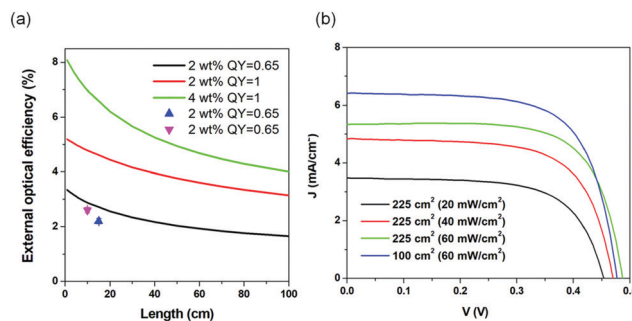 (a)
(b)
External optical efficiency (%)
8
6
4
2
0
0 20 40 60 80 100
Length (cm)
2 wt% QY=0.65
2 wt% QY=1
4 wt% QY=1
2 wt% QY=0.65
2 wt% QY=0.65
J (mA/cm²)
8
6
4
2
0
0.0 0.1 0.2 0.3 0.4 0.5
V (V)
225 cm² (20 mW/cm²)
225 cm² (40 mW/cm²)
225 cm² (60 mW/cm²)
100 cm² (60 mW/cm²)